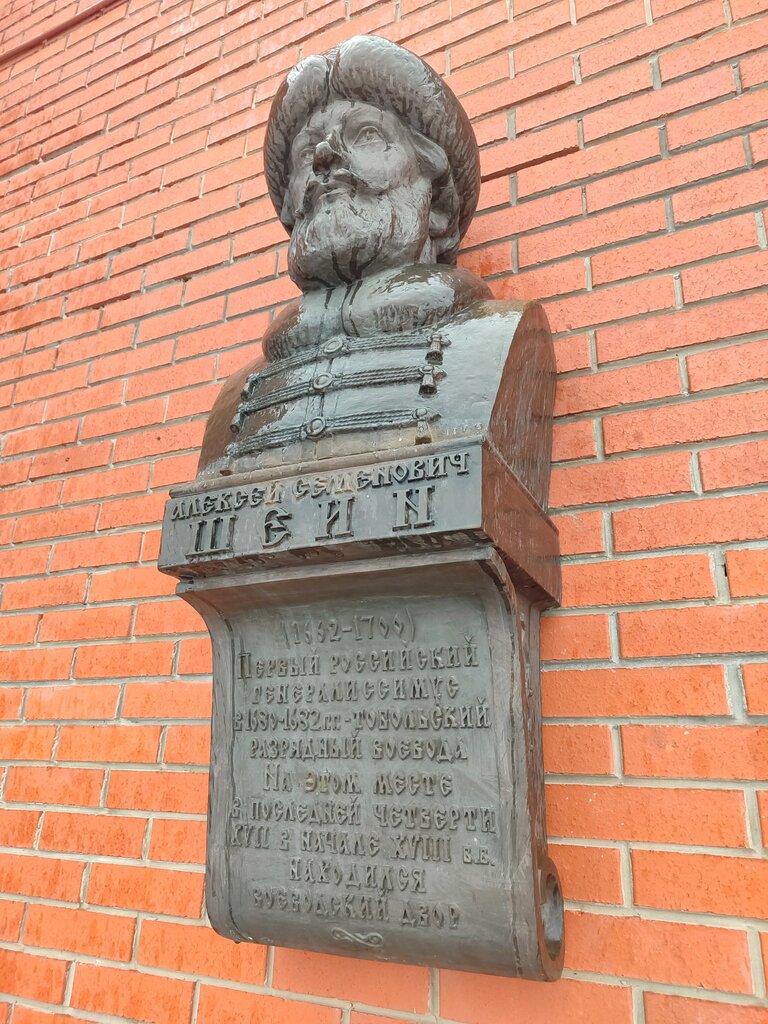 АЛЕКСЕЙ СЕМЕНОВИЧ
ШЕИН
(1662-1700)
ПЕРВЫЙ РОССИЙСКИЙ
ГЕНЕРАЛИССИМУС
В 1680-1682 г.г.-ТОБОЛЬСКИЙ
РАЗРЯДНЫЙ ВОЕВОДА
НА ЭТОМ МЕСТЕ
В ПОСЛЕДНЕЙ ЧЕТВЕРТИ
XVII В НАЧАЛЕ XVIII В.В.
НАХОДИЛСЯ
ВОЕВОДСКИЙ ДВОР